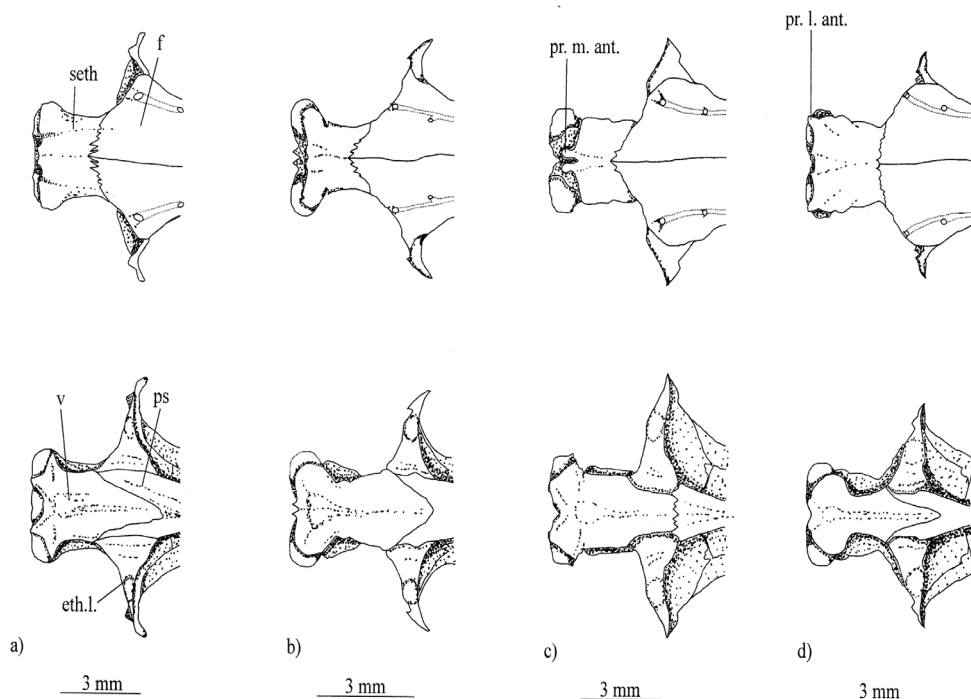 f
seth
pr. m. ant.
pr. l. ant.
v
ps
eth.l.
a)
b)
c)
d)
3 mm
3 mm
3 mm
3 mm